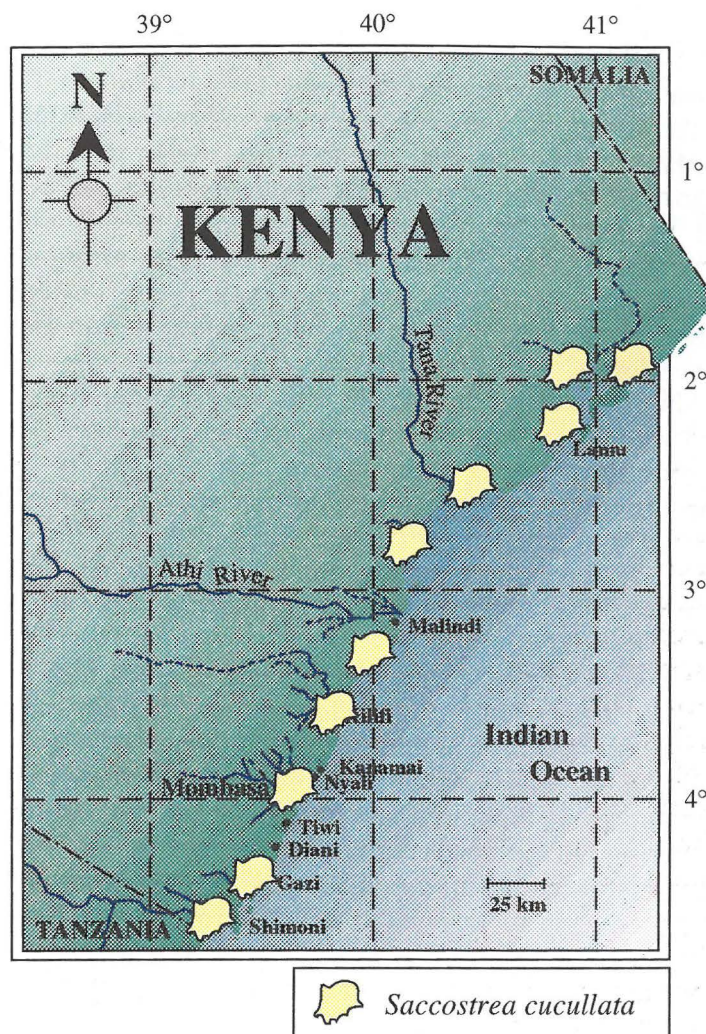 39° 40° 41°
SOMALIA
N
1°
KENYA
Tana River
2°
Lamu
Athi River
3°
Malindi
Indian
Ocean
Kanamai
Mombasa
Nyali
4°
Tiwi
Diani
Gazi
25 km
TANZANIA
Shimoni
Saccostrea cucullata